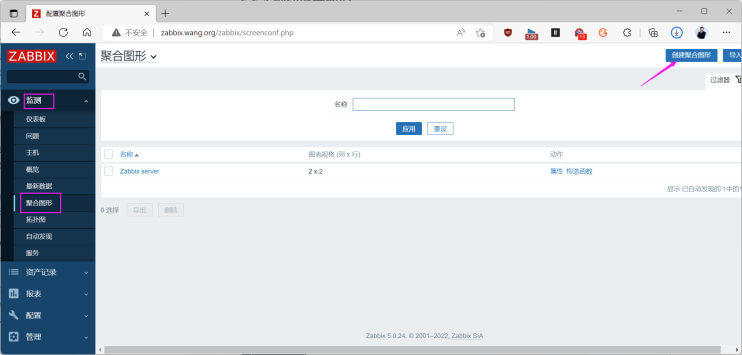 配置聚合图形
不安全 | zabbix.wang.org/zabbix/screenconf.php
1.00
ZABBIX
聚合图形
创建聚合图形
导入
过滤器
监测
仪表板
问题
主机
概览
最新数据
聚合图形
拓扑图
自动发现
服务
资产记录
报表
配置
管理
名称
应用 重设
名称 图表规格 (列 x 行) 动作
Zabbix server 2 x 2 属性 构造函数
显示 已自动发现的 1中的1
0 选择 导出 删除
Zabbix 5.0.24. © 2001–2022, Zabbix SIA